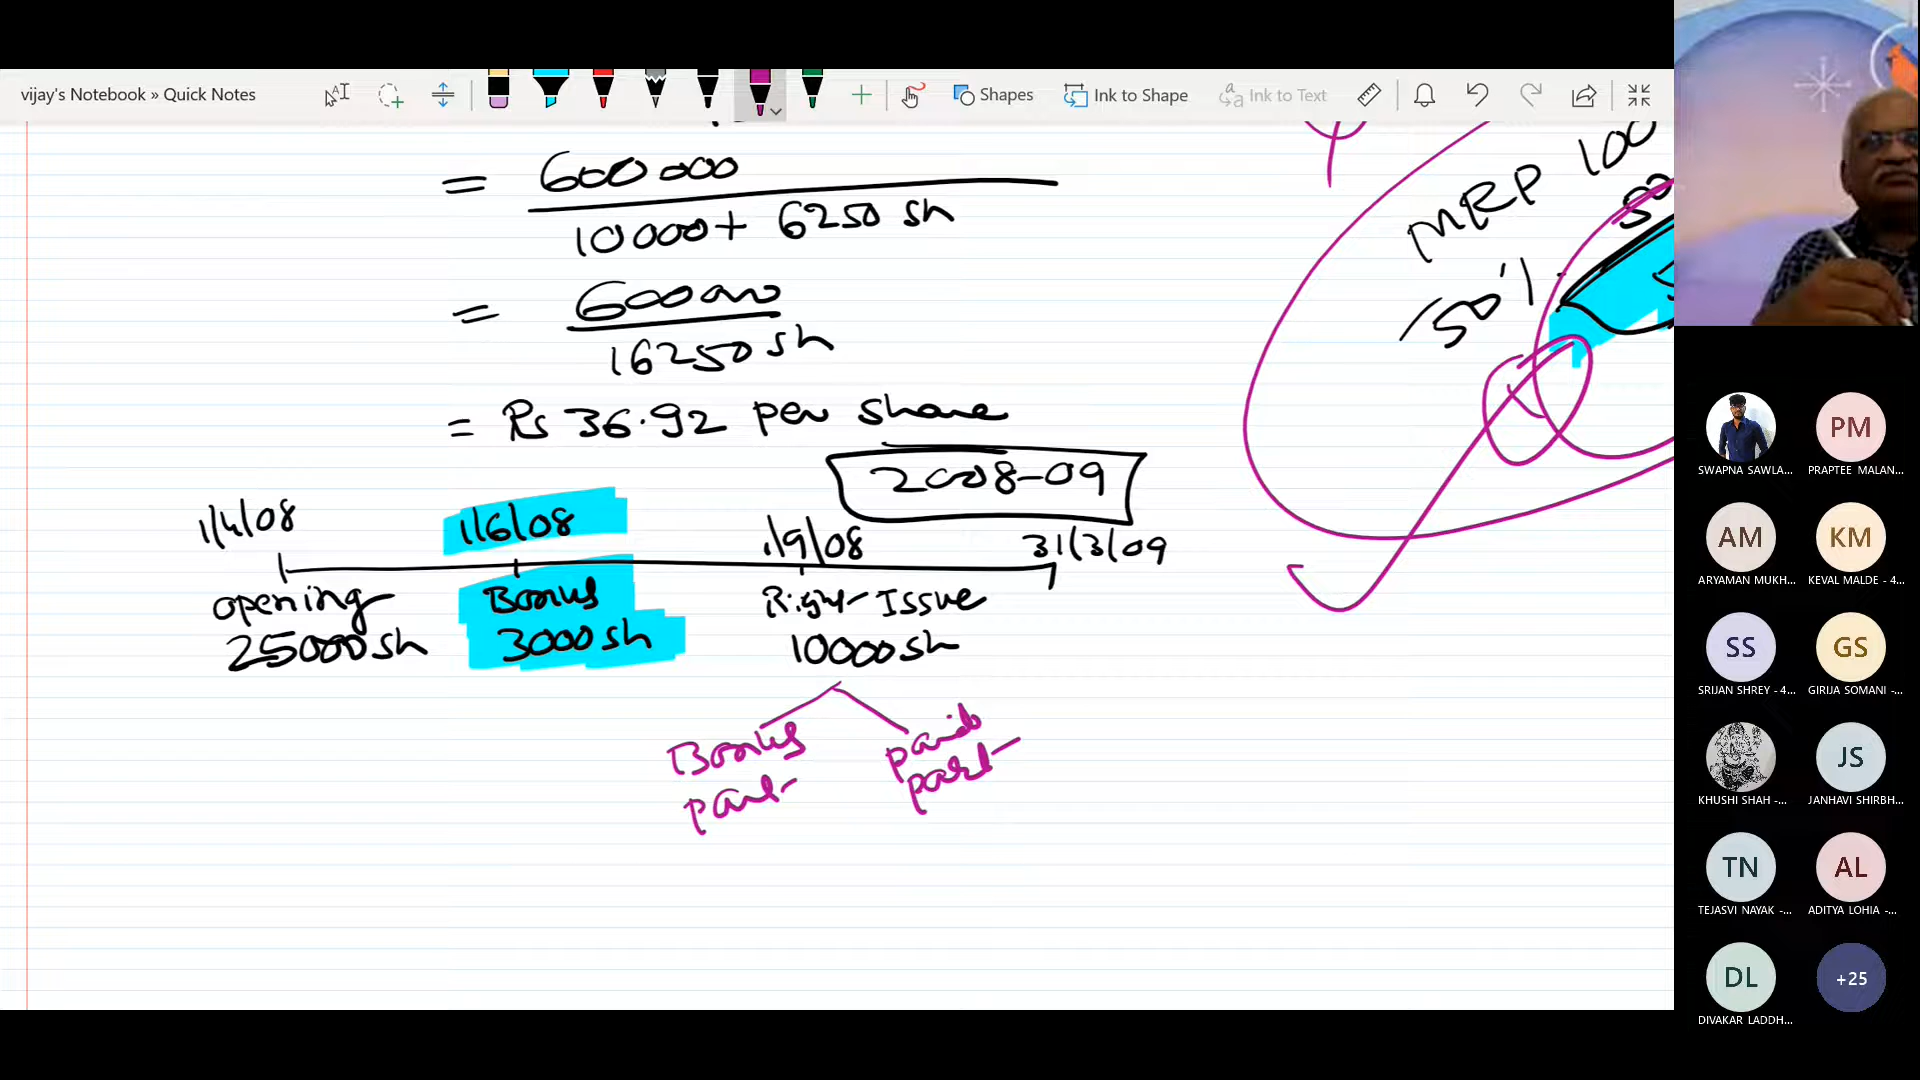 vijay's Notebook » Quick Notes
Shapes
Ink to Shape
Ink to Text
= 600000
10000 + 6250 sh
= 600000
16250 sh
= Rs 36.92 per share
2008-09
1/4/08
1/6/08
1/9/08
31/3/09
opening
25000 sh
Bonus
3000 sh
Right Issue
10000 sh
Bonus
part
paid
part
MRP 100
50
50%
SWAPNA SAWLA...
PM
PRAPTEE MALAN...
AM
ARYAMAN MUKH...
KM
KEVAL MALDE - 4...
SS
SRIJAN SHREY - 4...
GS
GIRIJA SOMANI -...
KHUSHI SHAH -...
JS
JANHAVI SHIRBH...
TN
TEJASVI NAYAK -...
AL
ADITYA LOHIA -...
DL
DIVAKAR LADDH...
+25